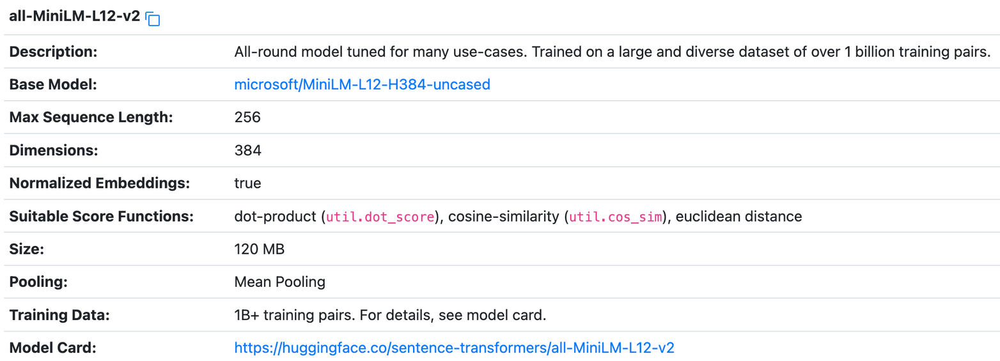 all-MiniLM-L12-v2
Description: All-round model tuned for many use-cases. Trained on a large and diverse dataset of over 1 billion training pairs.
Base Model: microsoft/MiniLM-L12-H384-uncased
Max Sequence Length: 256
Dimensions: 384
Normalized Embeddings: true
Suitable Score Functions: dot-product (util.dot_score), cosine-similarity (util.cos_sim), euclidean distance
Size: 120 MB
Pooling: Mean Pooling
Training Data: 1B+ training pairs. For details, see model card.
Model Card: https://huggingface.co/sentence-transformers/all-MiniLM-L12-v2